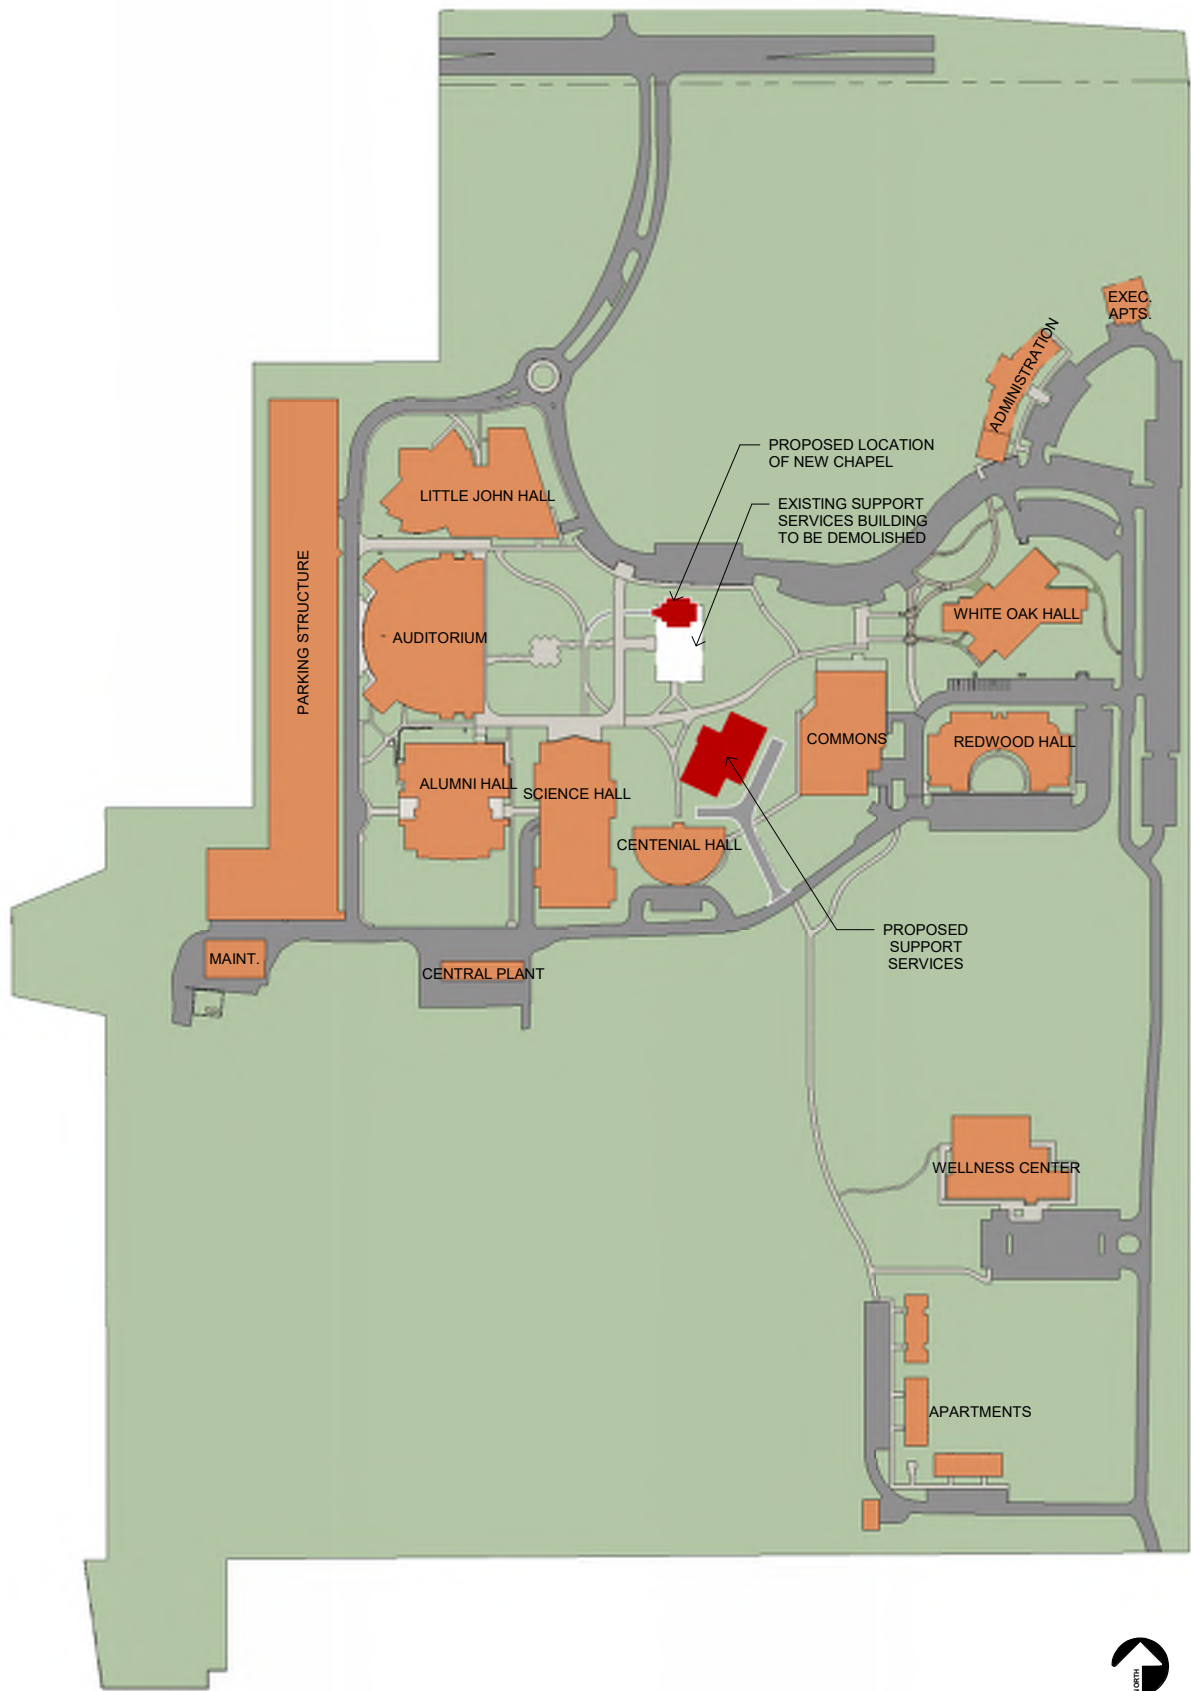 EXEC.
APTS.
ADMINISTRATION
PROPOSED LOCATION
OF NEW CHAPEL
LITTLE JOHN HALL
EXISTING SUPPORT
SERVICES BUILDING
TO BE DEMOLISHED
PARKING STRUCTURE
WHITE OAK HALL
AUDITORIUM
COMMONS
REDWOOD HALL
ALUMNI HALL
SCIENCE HALL
CENTENIAL HALL
PROPOSED
SUPPORT
SERVICES
MAINT.
CENTRAL PLANT
WELLNESS CENTER
APARTMENTS
NORTH